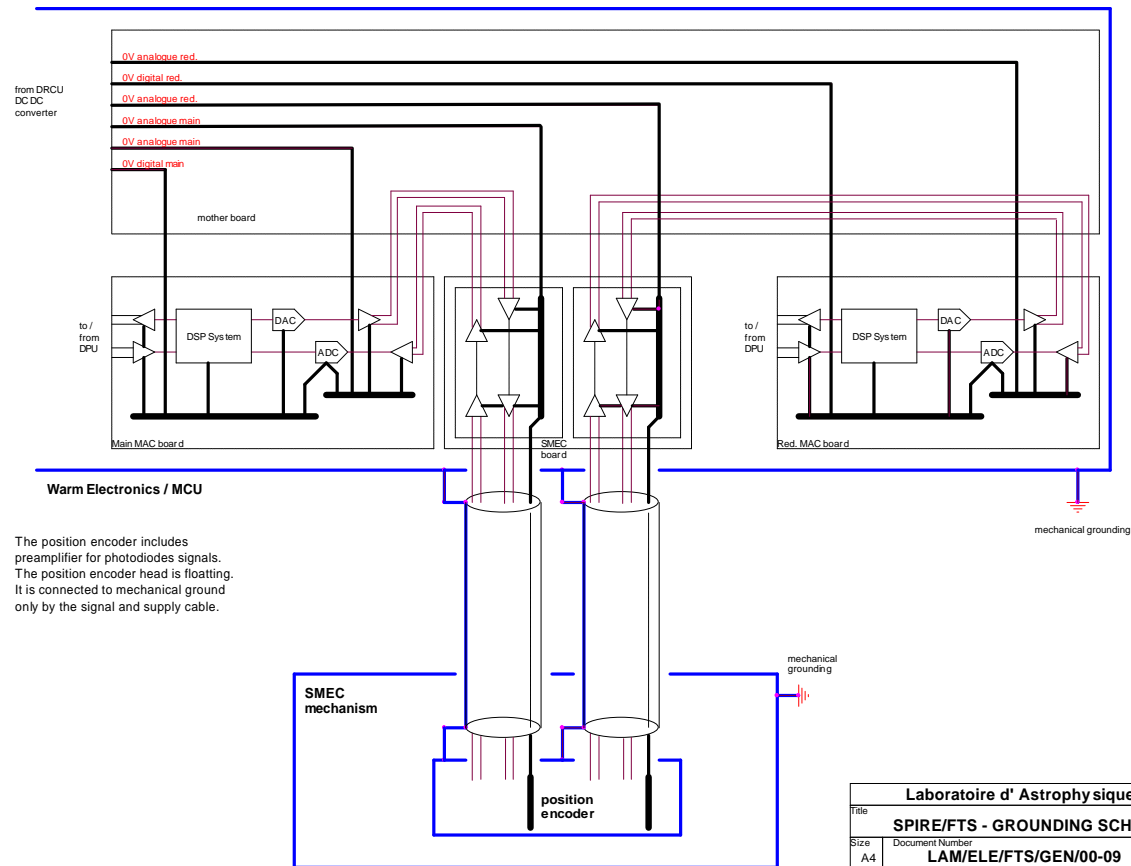 0V analogue red.
0V digital red.
0V analogue red.
0V analogue main
0V analogue main
0V digital main
from DRCU
DC DC
converter
mother board
to /
from
DPU
DSP System
DAC
ADC
Main MAC board
SMEC
board
to /
from
DPU
DSP System
DAC
ADC
Red. MAC board
Warm Electronics / MCU
mechanical grounding
The position encoder includes
preamplifier for photodiodes signals.
The position encoder head is floatting.
It is connected to mechanical ground
only by the signal and supply cable.
mechanical
grounding
SMEC
mechanism
position
encoder
Laboratoire d' Astrophysique
Title
SPIRE/FTS - GROUNDING SCH
Size
A4
Document Number
LAM/ELE/FTS/GEN/00-09